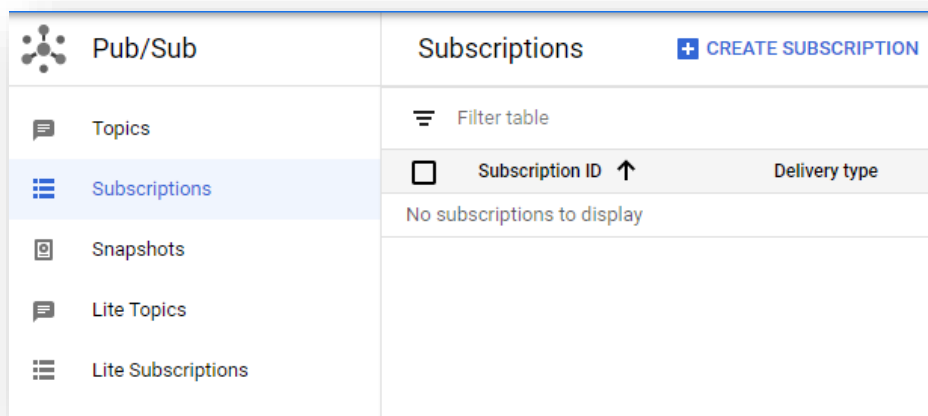 Pub/Sub
Subscriptions
CREATE SUBSCRIPTION
Topics
Subscriptions
Snapshots
Lite Topics
Lite Subscriptions
Filter table
Subscription ID
Delivery type
No subscriptions to display